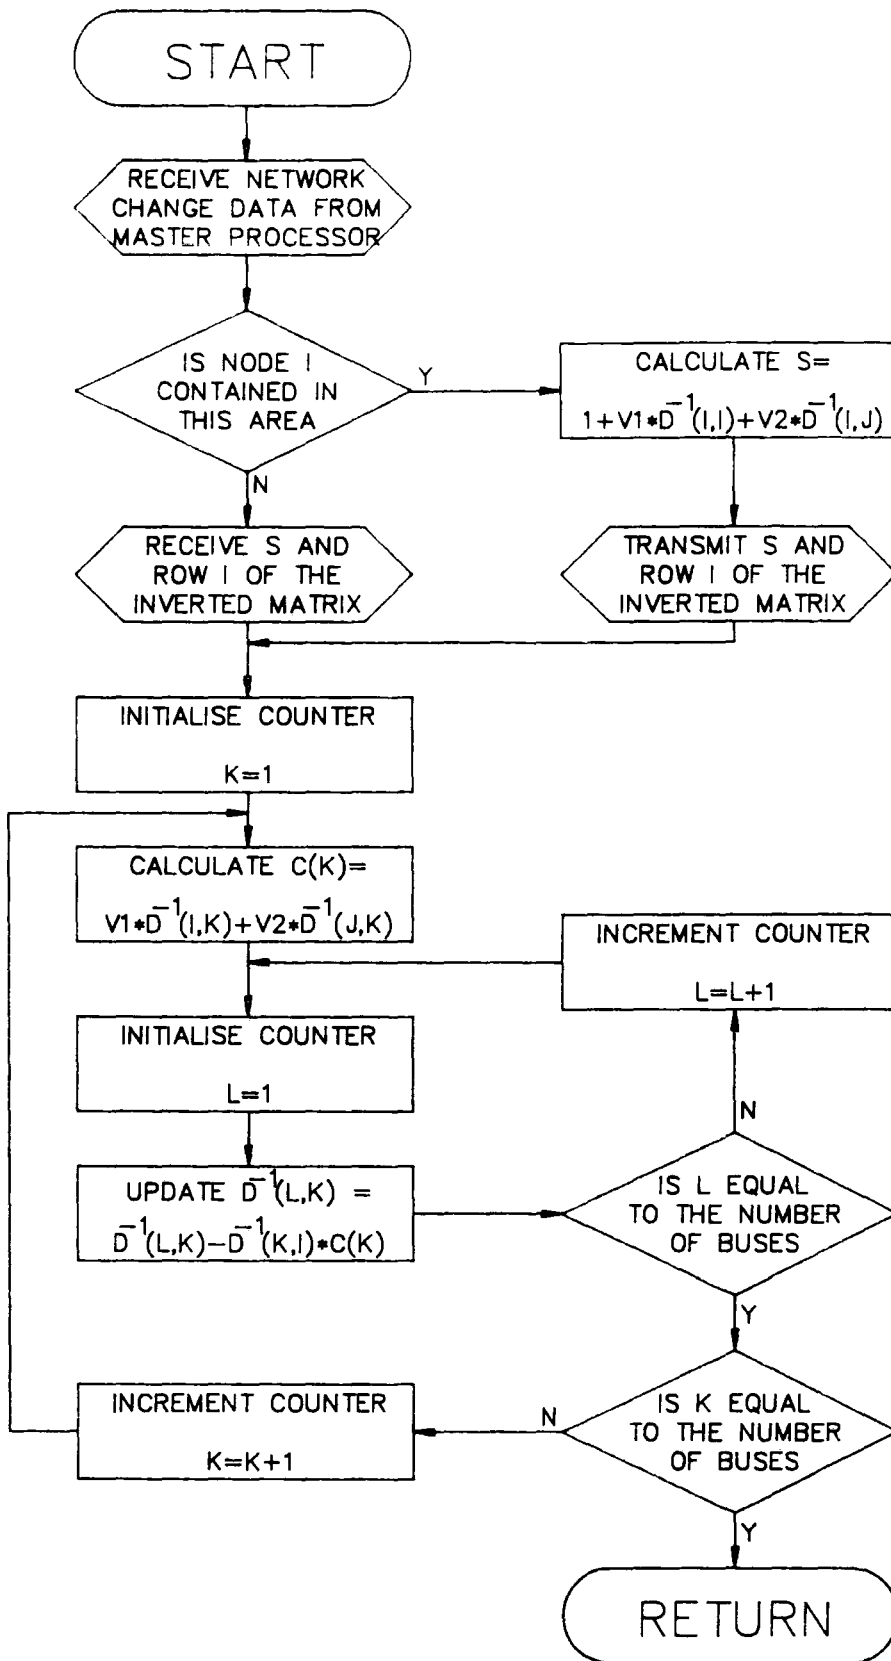 START
RECEIVE NETWORK
CHANGE DATA FROM
MASTER PROCESSOR
IS NODE I
CONTAINED IN
THIS AREA
Y
CALCULATE S=
1+V1*D⁻¹(I,I)+V2*D⁻¹(I,J)
N
RECEIVE S AND
ROW I OF THE
INVERTED MATRIX
TRANSMIT S AND
ROW I OF THE
INVERTED MATRIX
INITIALISE COUNTER
K=1
CALCULATE C(K)=
V1*D⁻¹(I,K)+V2*D⁻¹(J,K)
INCREMENT COUNTER
L=L+1
INITIALISE COUNTER
L=1
N
UPDATE D⁻¹(L,K) =
D⁻¹(L,K)-D⁻¹(K,I)*C(K)
IS L EQUAL
TO THE NUMBER
OF BUSES
Y
INCREMENT COUNTER
K=K+1
N
IS K EQUAL
TO THE NUMBER
OF BUSES
Y
RETURN